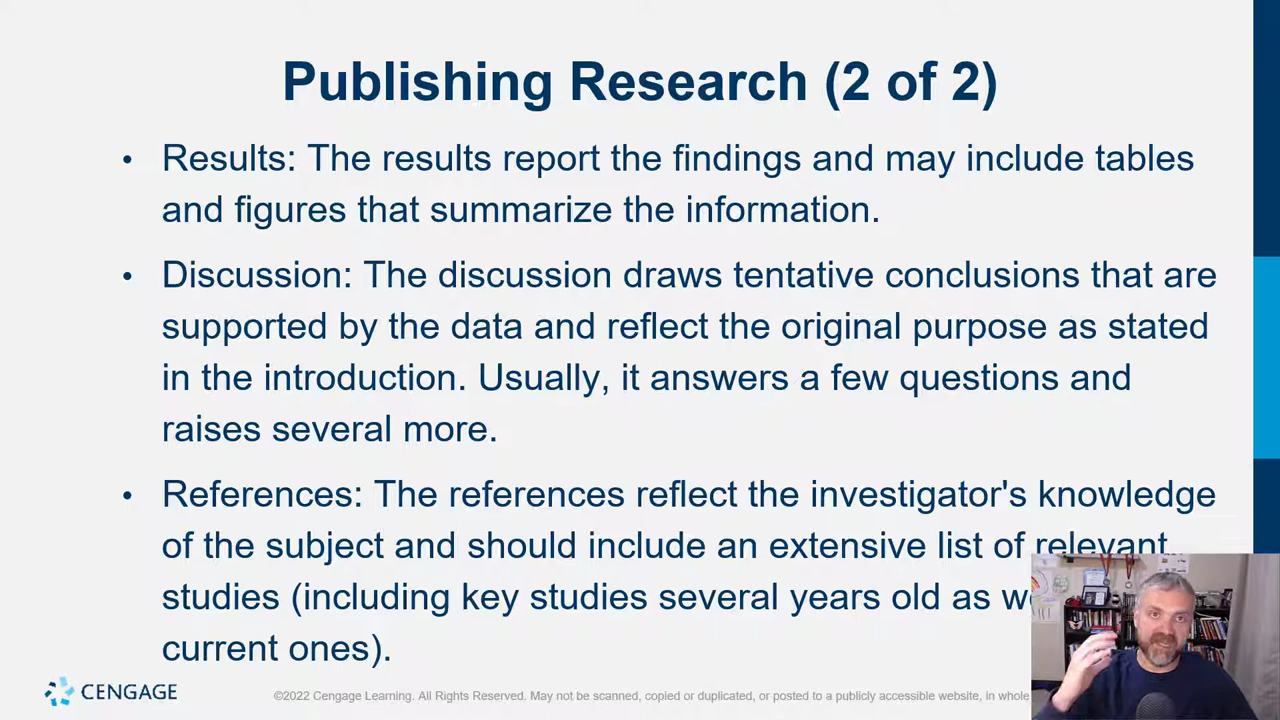 Publishing Research (2 of 2)
• Results: The results report the findings and may include tables
and figures that summarize the information.
• Discussion: The discussion draws tentative conclusions that are
supported by the data and reflect the original purpose as stated
in the introduction. Usually, it answers a few questions and
raises several more.
• References: The references reflect the investigator's knowledge
of the subject and should include an extensive list of relevant
studies (including key studies several years old as
current ones).
CENGAGE
©2022 Cengage Learning. All Rights Reserved. May not be scanned, copied or duplicated, or posted to a publicly accessible website, in whole